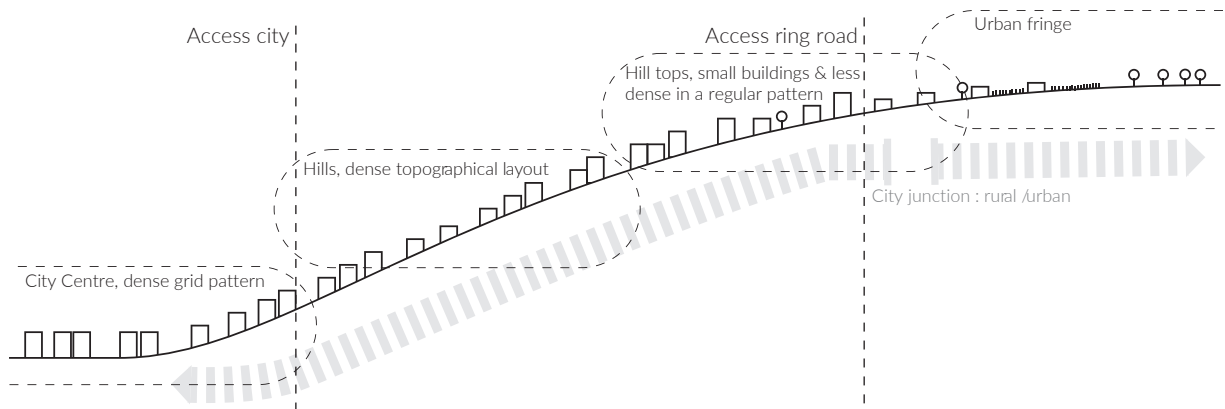 Access city
Access ring road
Urban fringe
Hill tops, small buildings & less
dense in a regular pattern
Hills, dense topographical layout
City junction : rural /urban
City Centre, dense grid pattern